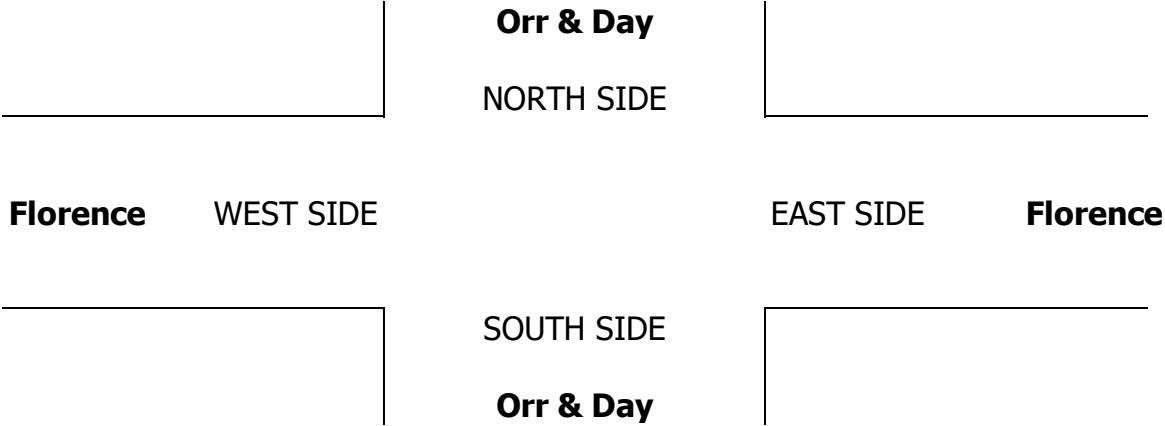 Orr & Day
NORTH SIDE
Florence WEST SIDE EAST SIDE Florence
SOUTH SIDE
Orr & Day